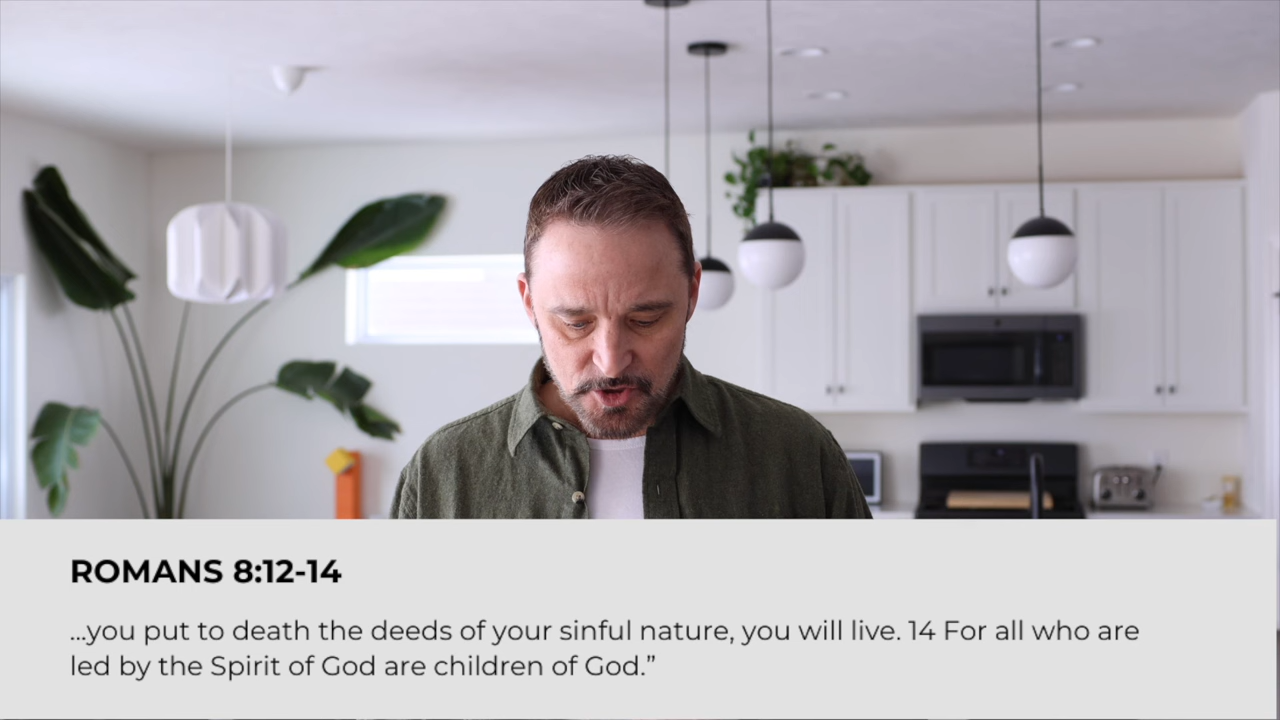 ROMANS 8:12-14
...you put to death the deeds of your sinful nature, you will live. 14 For all who are
led by the Spirit of God are children of God.”